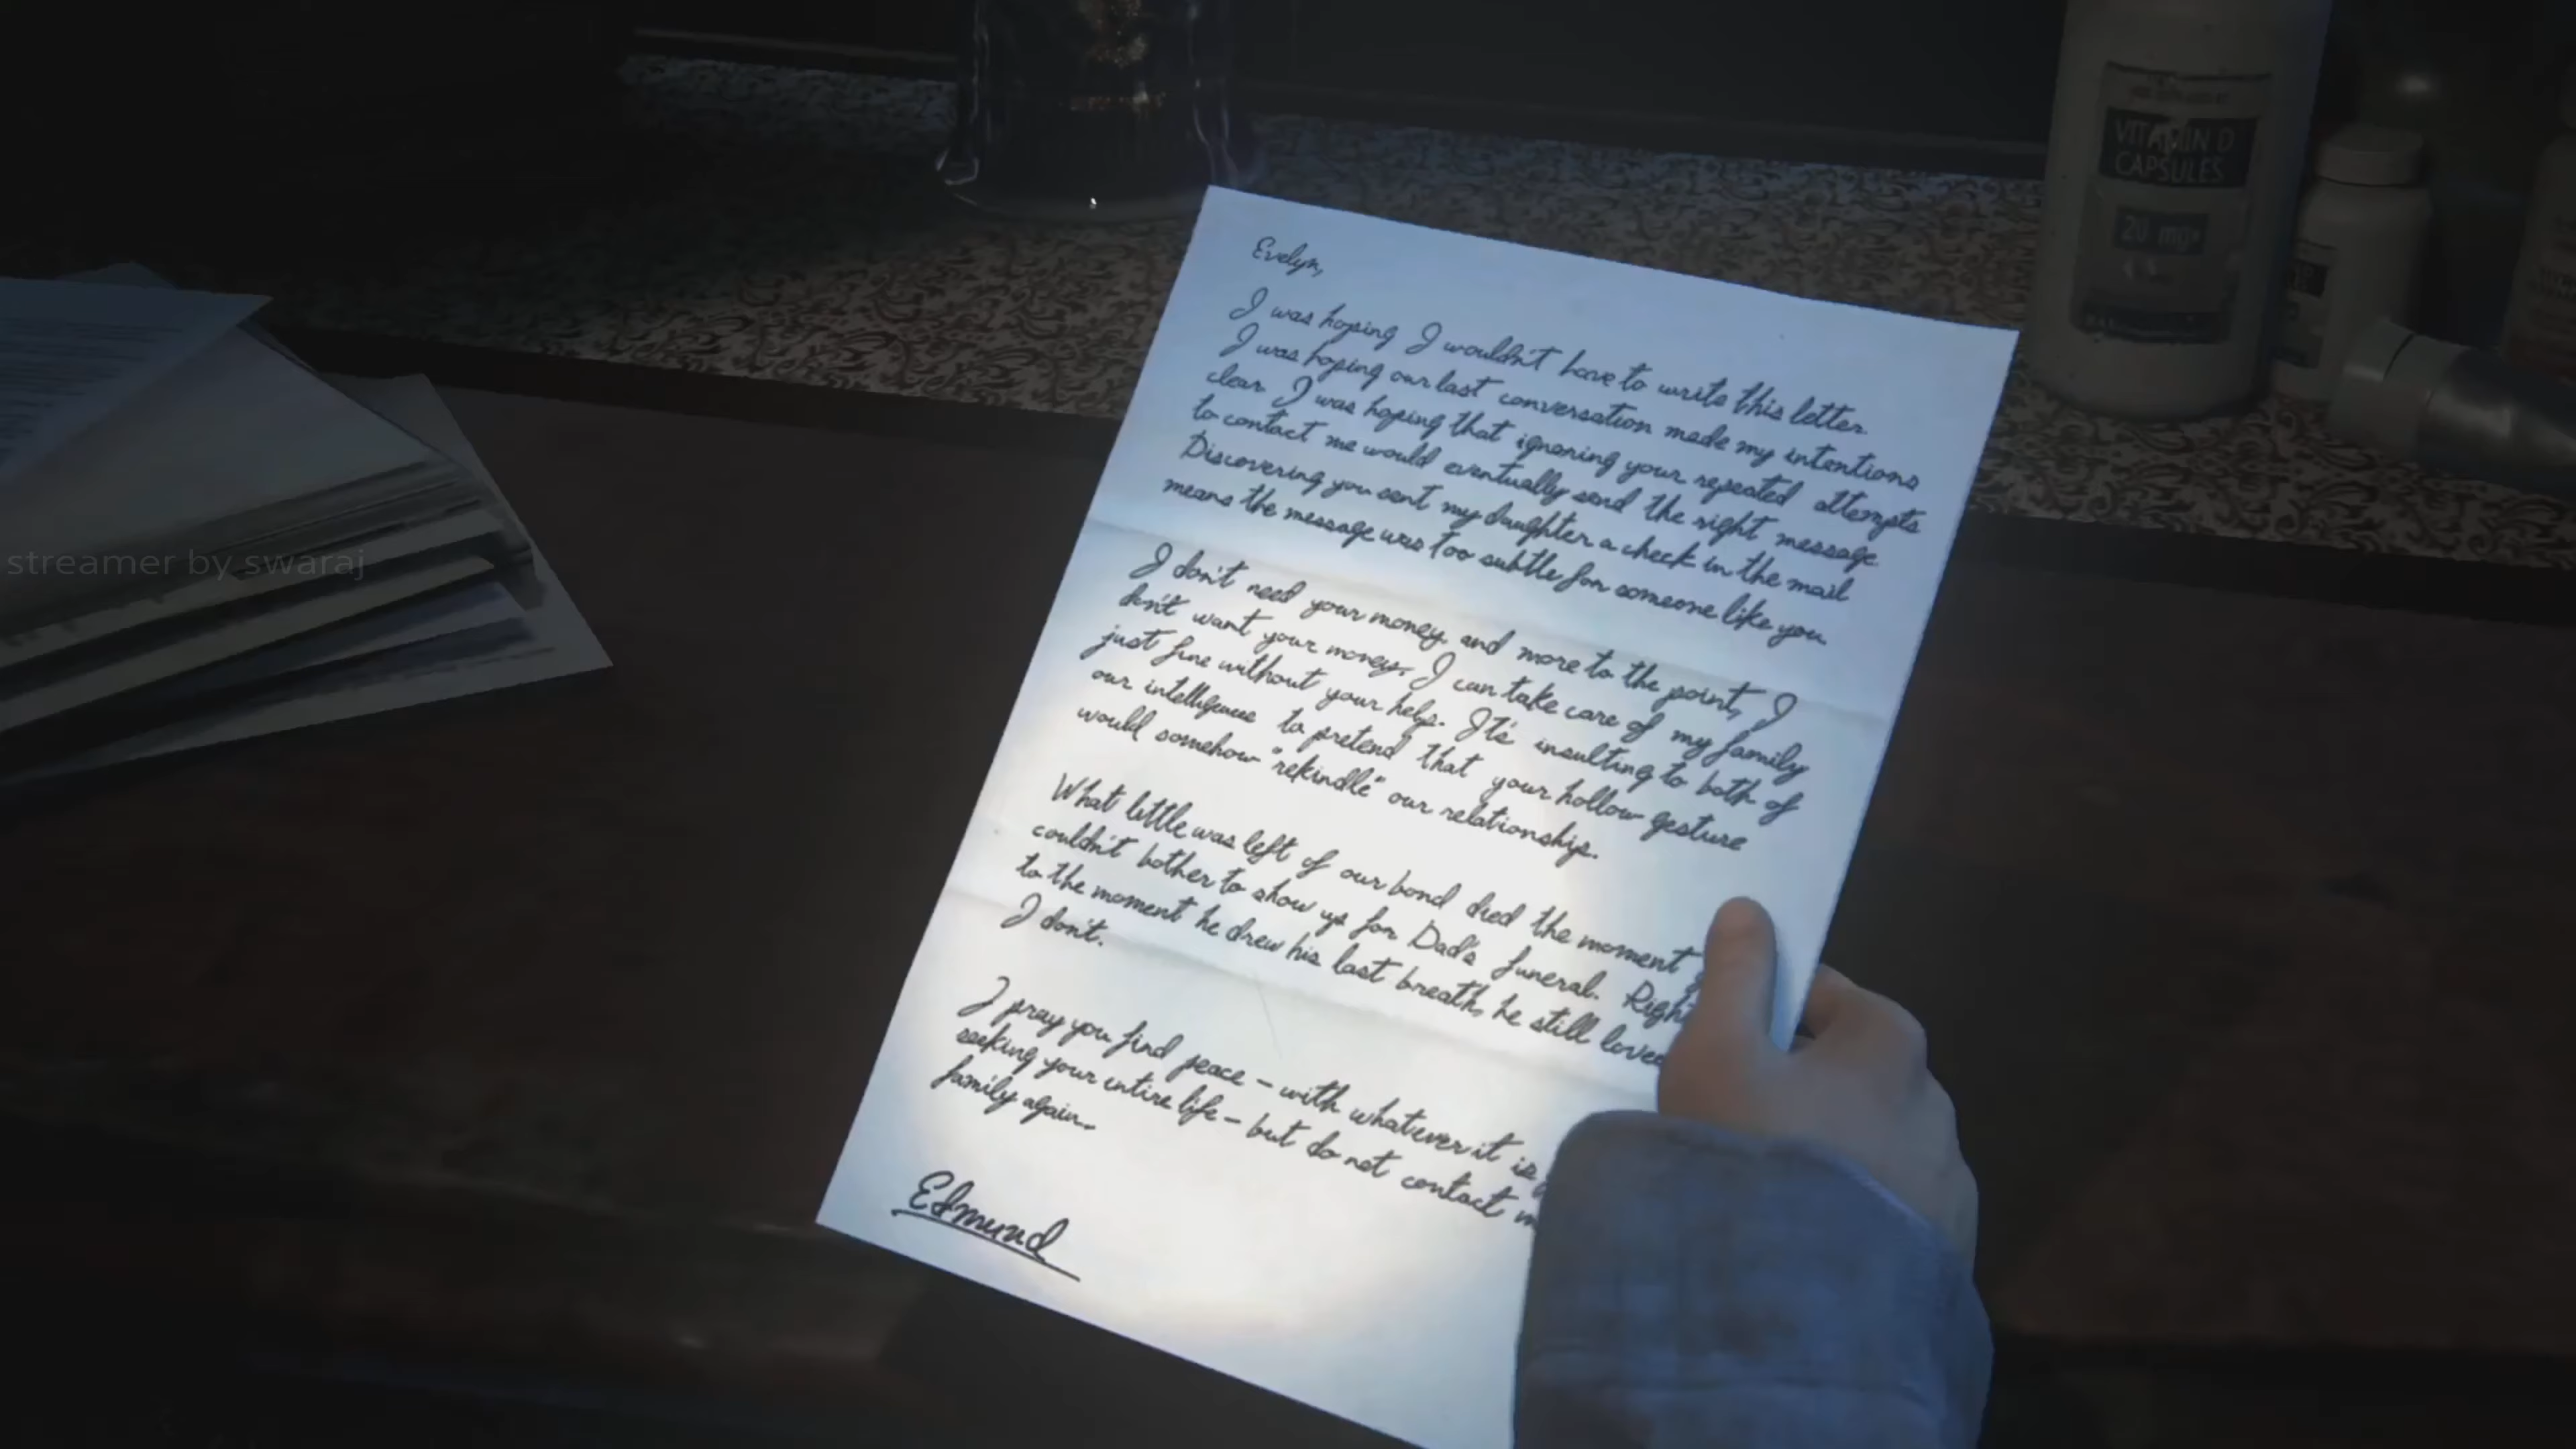 Evelyn,
I was hoping I wouldn't have to write this letter.
I was hoping our last conversation made my intentions
clear. I was hoping that ignoring your repeated attempts
to contact me would eventually send the right message.
Discovering you sent my daughter a check in the mail
means the message was too subtle for someone like you.
I don't need your money, and more to the point, I
don't want your money. I can take care of my family
just fine without your help. It's insulting to both of
our intelligence to pretend that your hollow gesture
would somehow "rekindle" our relationship.
What little was left of our bond died the moment
couldn't bother to show up for Dad's funeral. Right
to the moment he drew his last breath, he still loved
I don't.
I pray you find peace - with whatever it is
seeking your entire life - but do not contact
family again.
Edmund
VITAMIN D
CAPSULES
20 mg
streamer by swaraj